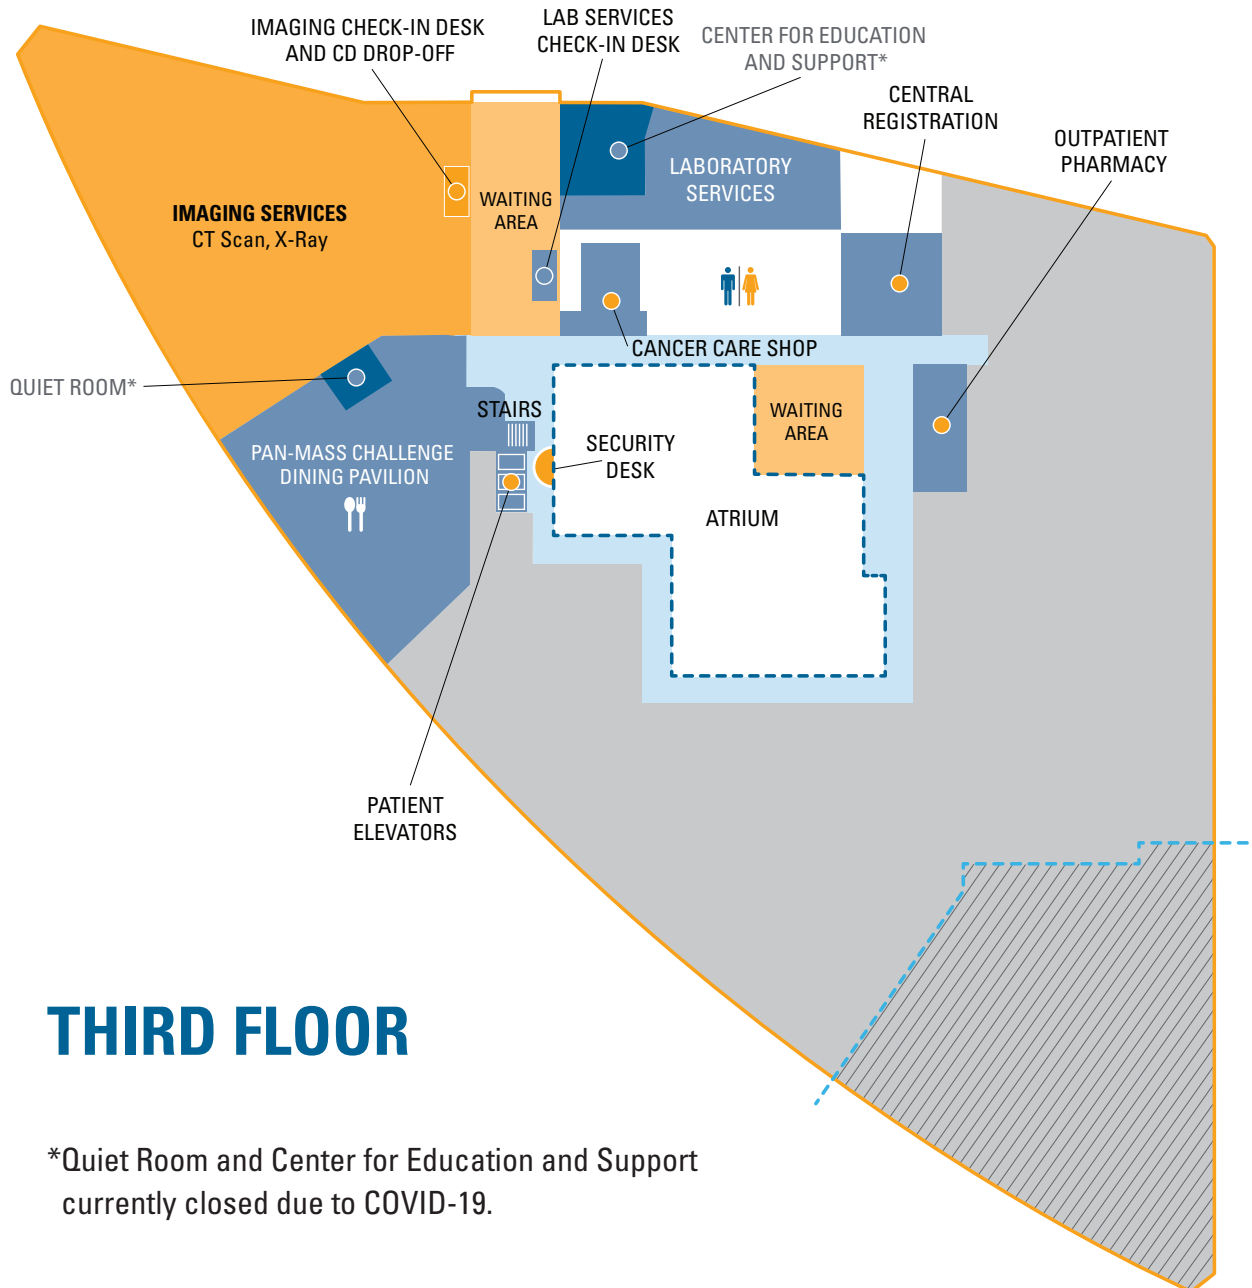 IMAGING CHECK-IN DESK
AND CD DROP-OFF
LAB SERVICES
CHECK-IN DESK
CENTER FOR EDUCATION
AND SUPPORT*
CENTRAL
REGISTRATION
OUTPATIENT
PHARMACY
LABORATORY
SERVICES
WAITING
AREA
IMAGING SERVICES
CT Scan, X-Ray
CANCER CARE SHOP
QUIET ROOM*
STAIRS
WAITING
AREA
SECURITY
DESK
PAN-MASS CHALLENGE
DINING PAVILION
ATRIUM
PATIENT
ELEVATORS
THIRD FLOOR
*Quiet Room and Center for Education and Support
currently closed due to COVID-19.